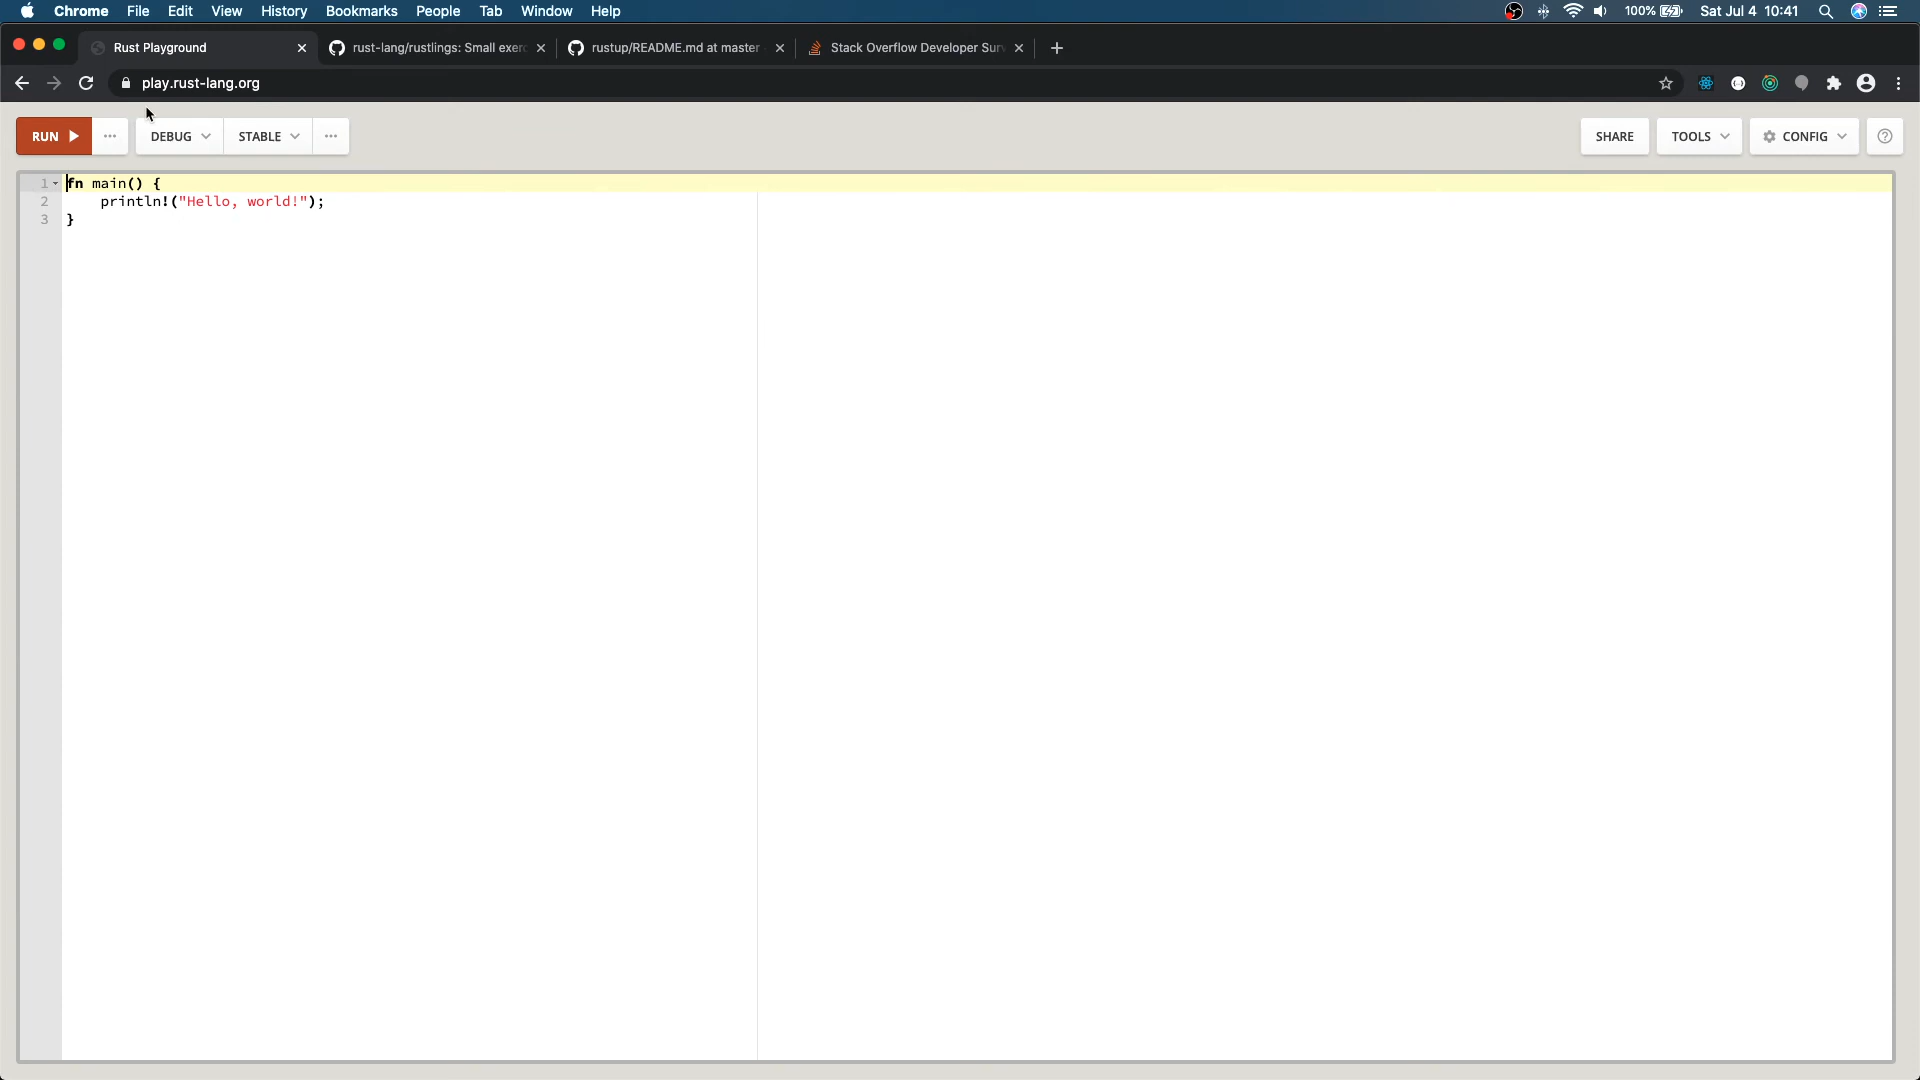 Chrome File Edit View History Bookmarks People Tab Window Help 100% Sat Jul 4 10:41
Rust Playground rust-lang/rustlings: Small exerc rustup/README.md at master Stack Overflow Developer Surv
play.rust-lang.org
RUN ··· DEBUG STABLE ··· SHARE TOOLS CONFIG ?
1 fn main() {
2 println!("Hello, world!");
3 }